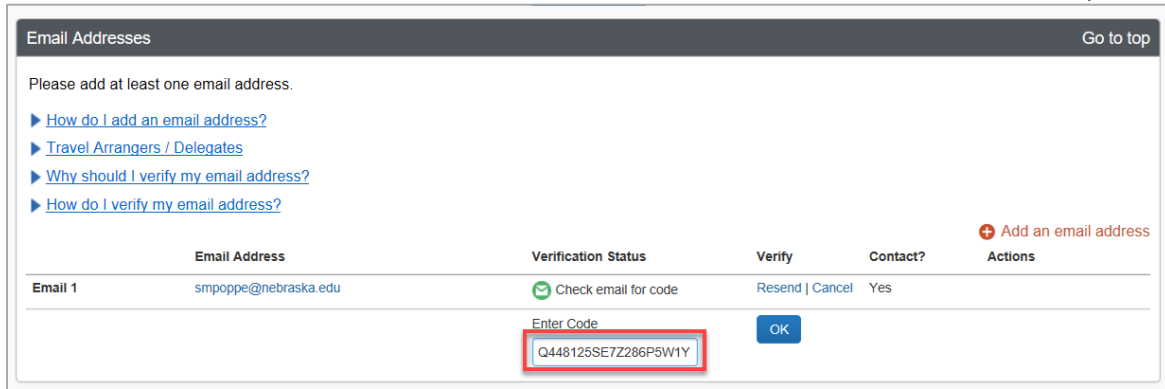 Email Addresses Go to top
Please add at least one email address.
How do I add an email address?
Travel Arrangers / Delegates
Why should I verify my email address?
How do I verify my email address?
Add an email address
Email Address Verification Status Verify Contact? Actions
Email 1 smpoppe@nebraska.edu Check email for code Resend | Cancel Yes
Enter Code
Q448125SE7Z286P5W1Y OK